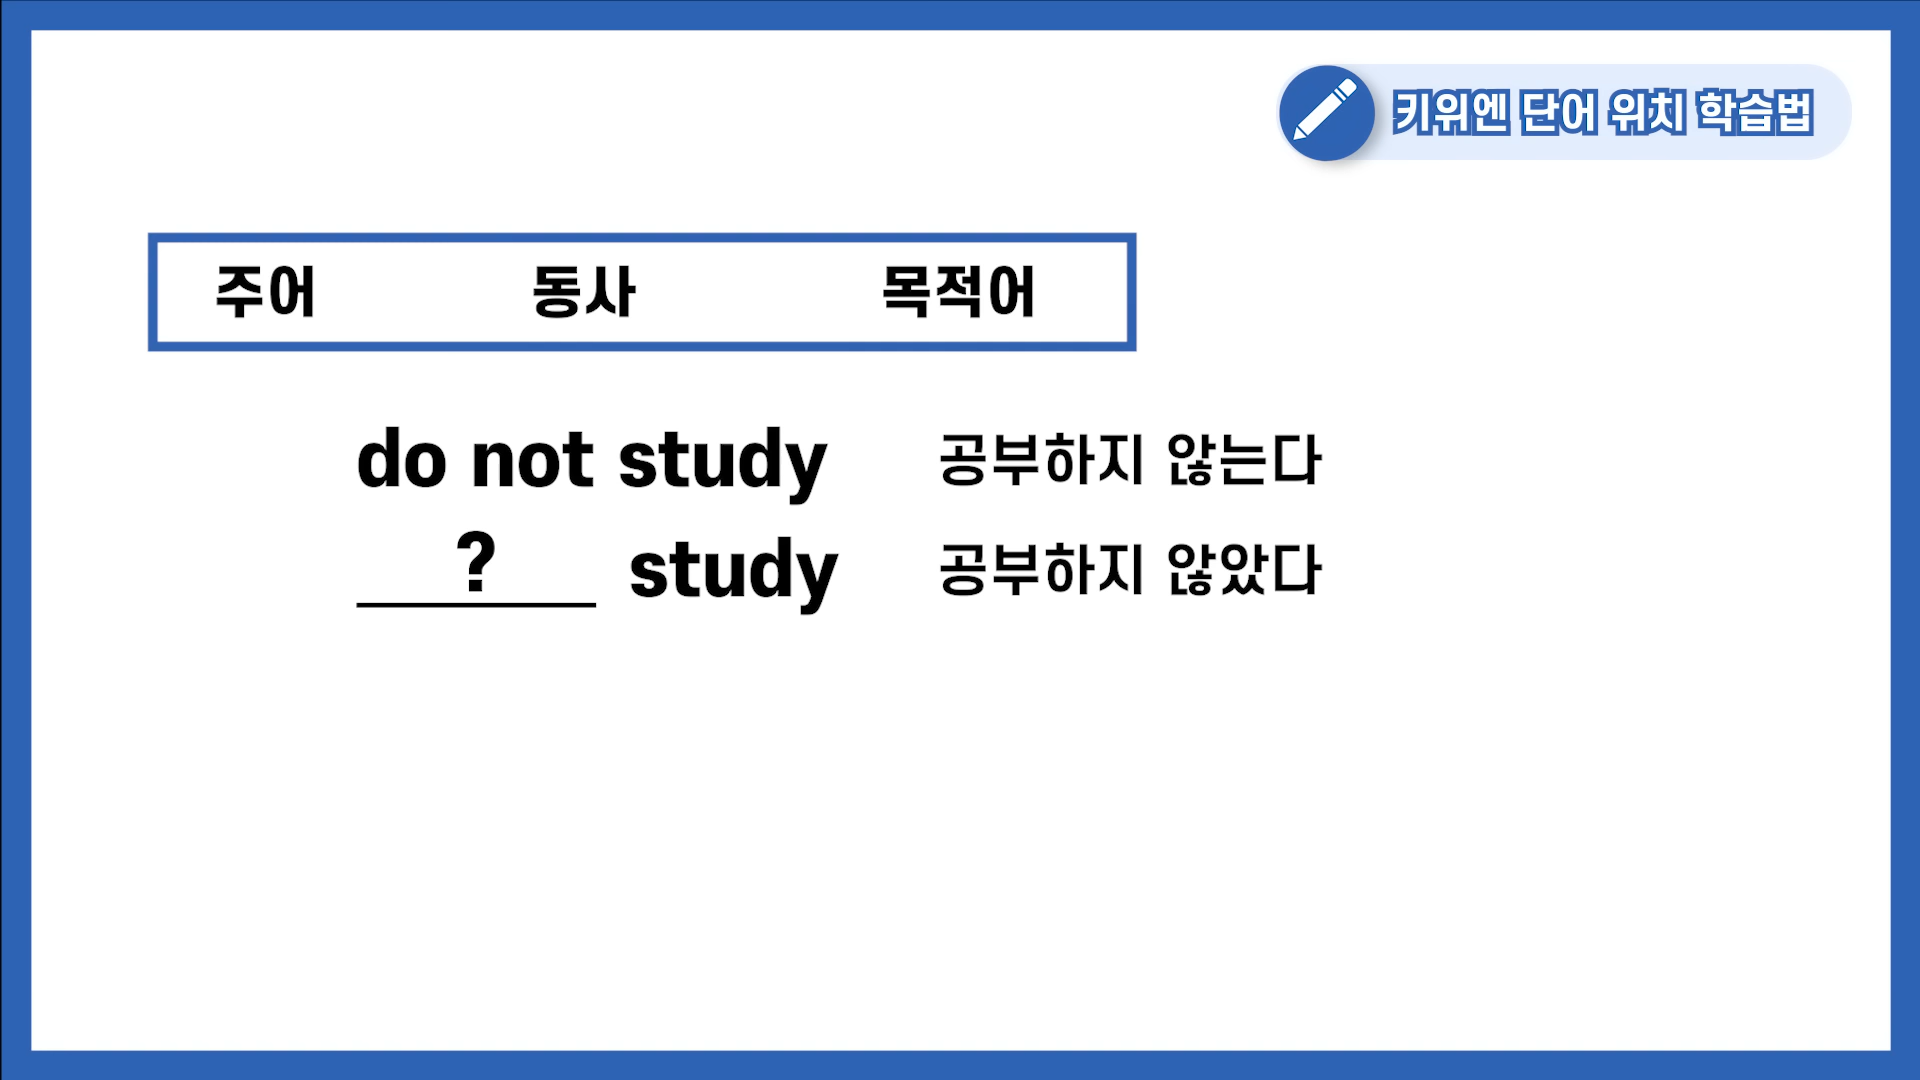 키위엔 단어 위치 학습법
주어 동사 목적어
do not study 공부하지 않는다
? study 공부하지 않았다